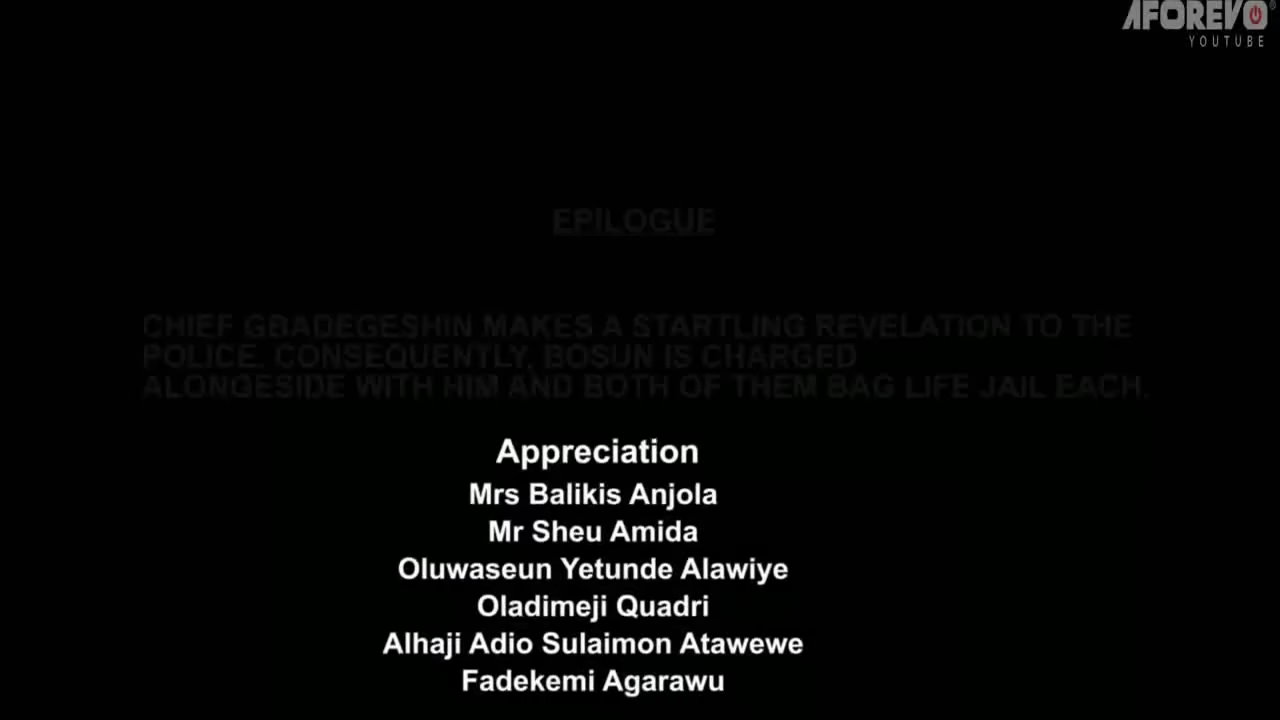 AFOREVO
YOUTUBE
EPILOGUE
CHIEF GBADEGESHIN MAKES A STARTLING REVELATION TO THE
POLICE. CONSEQUENTLY, BOSUN IS CHARGED
ALONGESIDE WITH HIM AND BOTH OF THEM BAG LIFE JAIL EACH.
Appreciation
Mrs Balikis Anjola
Mr Sheu Amida
Oluwaseun Yetunde Alawiye
Oladimeji Quadri
Alhaji Adio Sulaimon Atawewe
Fadekemi Agarawu